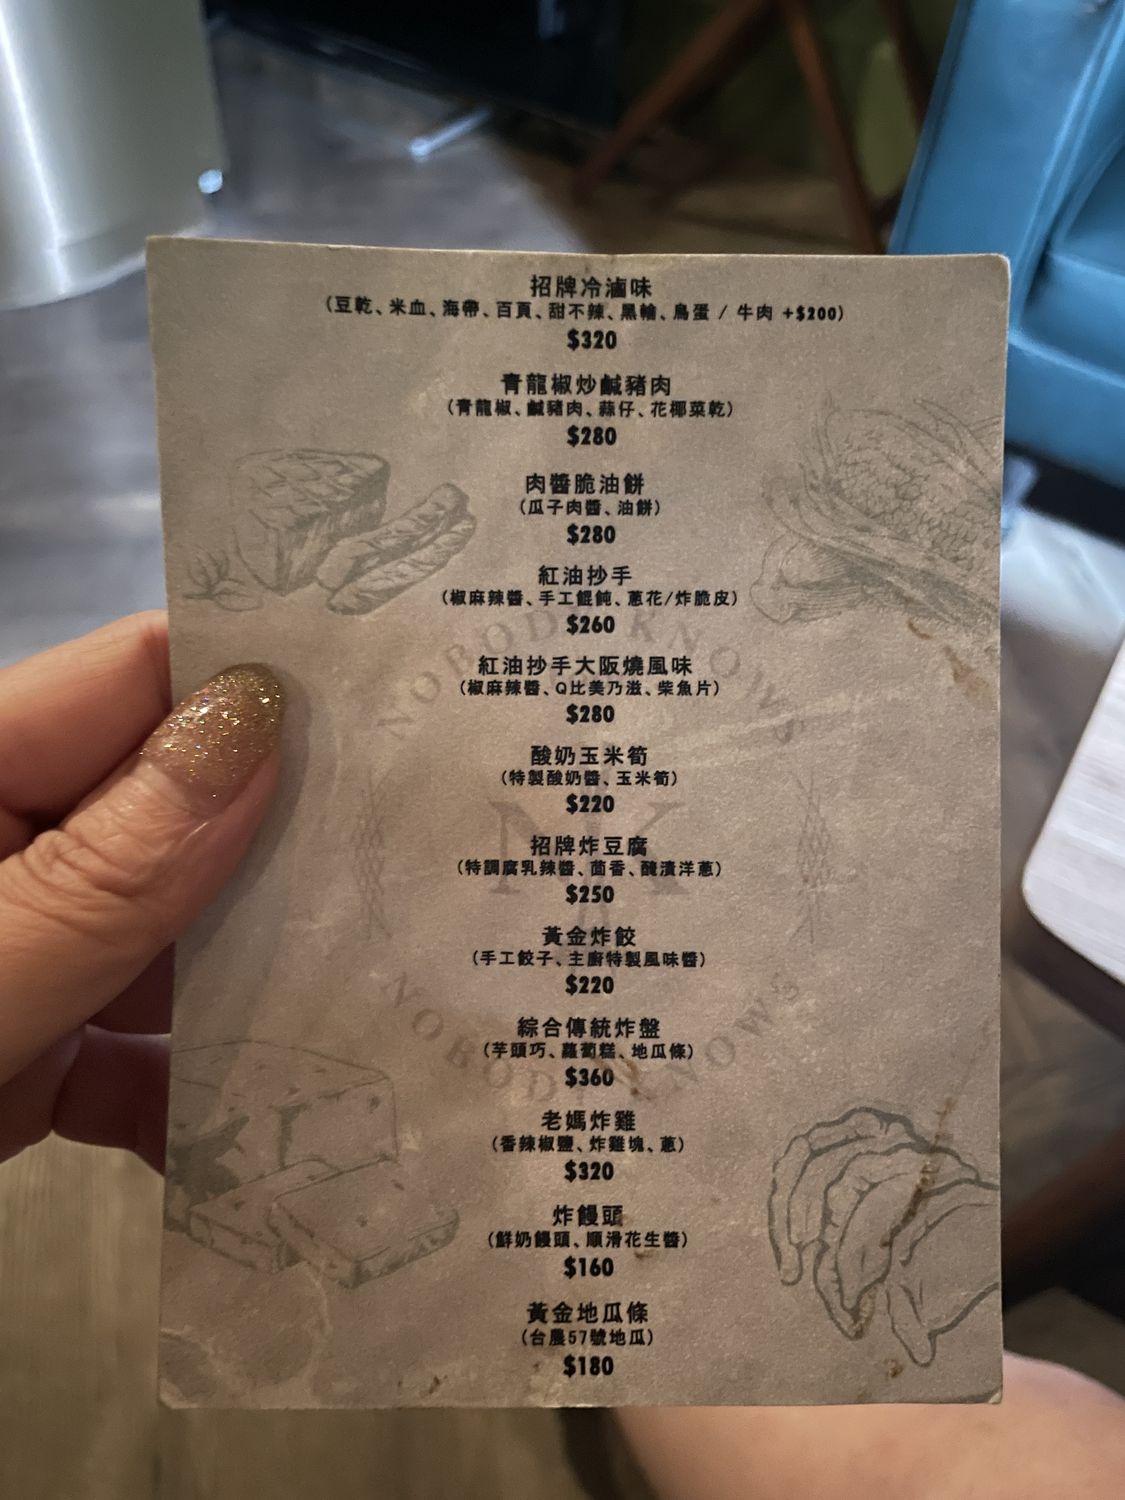 招牌冷滷味
(豆乾、米血、海帶、百頁、甜不辣、黑輪、鳥蛋 / 牛肉 +$200)
$320
青龍椒炒鹹豬肉
(青龍椒、鹹豬肉、蒜仔、花椰菜乾)
$280
肉醬脆油餅
(瓜子肉醬、油餅)
$280
紅油抄手
(椒麻辣醬、手工餛飩、蔥花/炸脆皮)
$260
紅油抄手大阪燒風味
(椒麻辣醬、Q比美乃滋、柴魚片)
$280
酸奶玉米筍
(特製酸奶醬、玉米筍)
$220
招牌炸豆腐
(特調腐乳辣醬、茴香、醃漬洋蔥)
$250
黃金炸餃
(手工餃子、主廚特製風味醬)
$220
綜合傳統炸盤
(芋頭巧、蘿蔔糕、地瓜條)
$360
老媽炸雞
(香辣椒鹽、炸雞塊、蔥)
$320
炸饅頭
(鮮奶饅頭、順滑花生醬)
$160
黃金地瓜條
(台農57號地瓜)
$180
NOBODY KNOWS
NK
NOBODY KNOWS